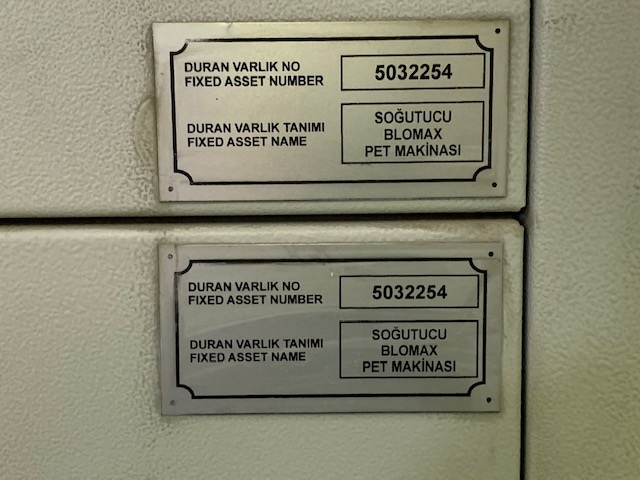 DURAN VARLIK NO
FIXED ASSET NUMBER
5032254
DURAN VARLIK TANIMI
FIXED ASSET NAME
SOĞUTUCU
BLOMAX
PET MAKİNASI
DURAN VARLIK NO
FIXED ASSET NUMBER
5032254
DURAN VARLIK TANIMI
FIXED ASSET NAME
SOĞUTUCU
BLOMAX
PET MAKİNASI